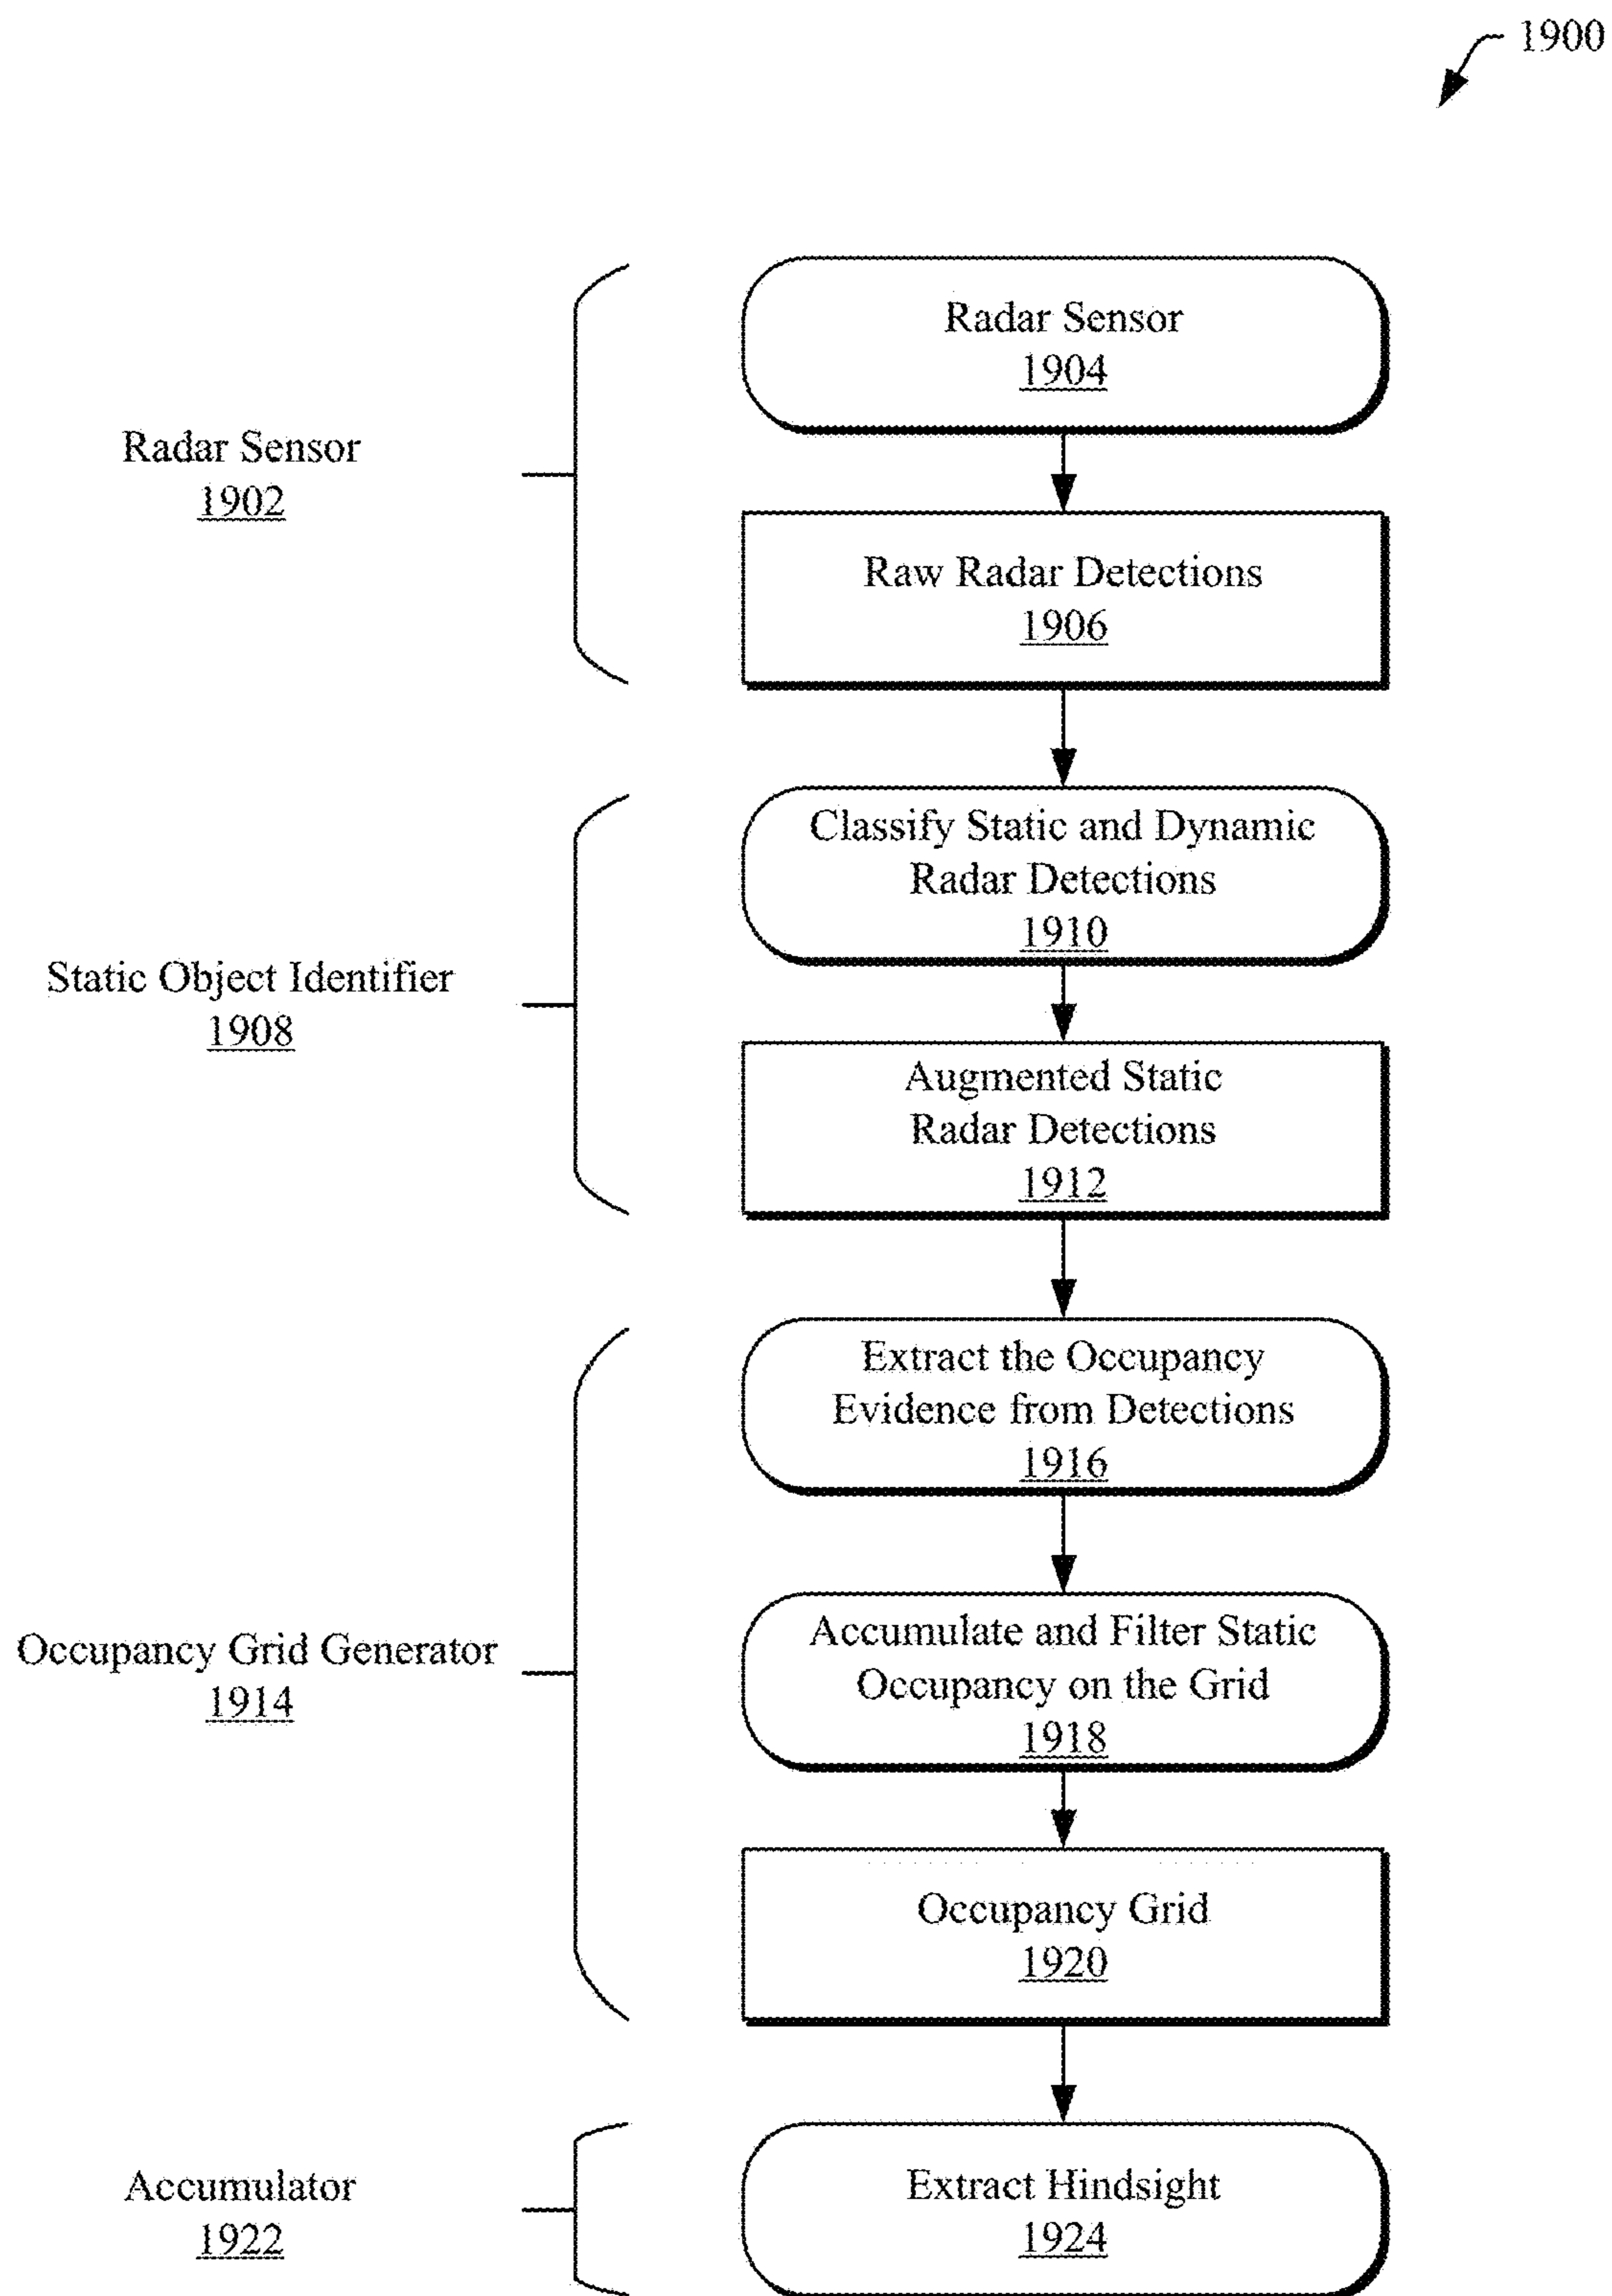 1900
Radar Sensor
1902
Radar Sensor
1904
Raw Radar Detections
1906
Static Object Identifier
1908
Classify Static and Dynamic
Radar Detections
1910
Augmented Static
Radar Detections
1912
Occupancy Grid Generator
1914
Extract the Occupancy
Evidence from Detections
1916
Accumulate and Filter Static
Occupancy on the Grid
1918
Occupancy Grid
1920
Accumulator
1922
Extract Hindsight
1924